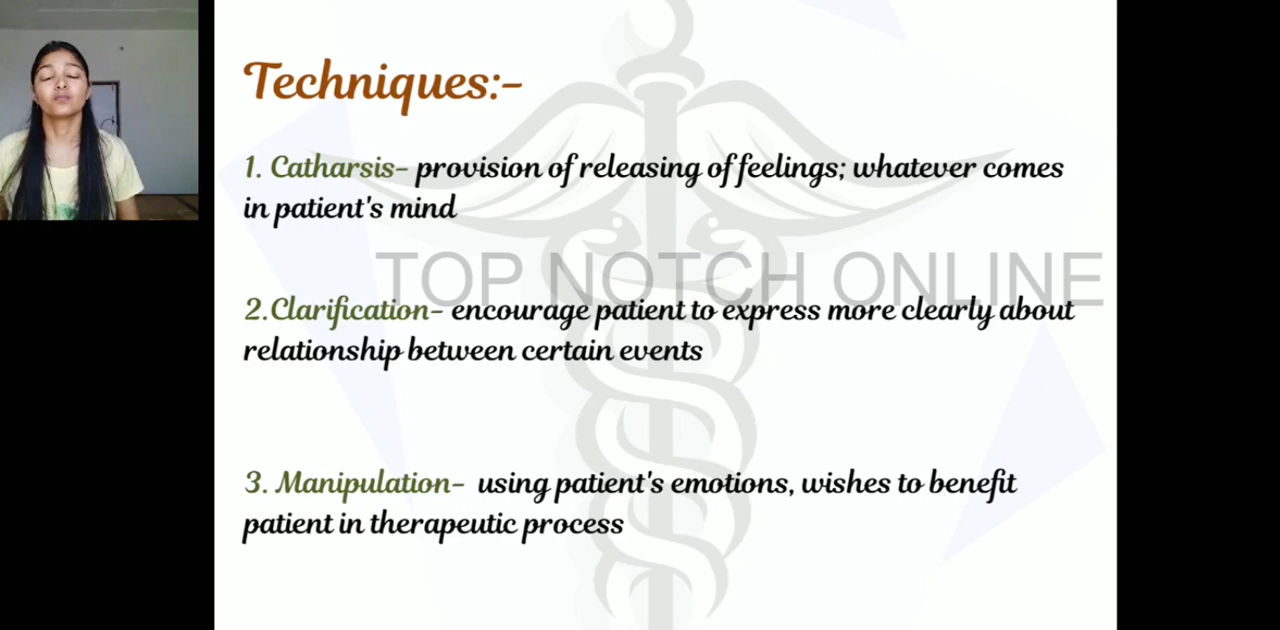 Techniques:-
1. Catharsis- provision of releasing of feelings; whatever comes
in patient's mind
TOP NOTCH ONLINE
2.Clarification- encourage patient to express more clearly about
relationship between certain events
3. Manipulation- using patient's emotions, wishes to benefit
patient in therapeutic process